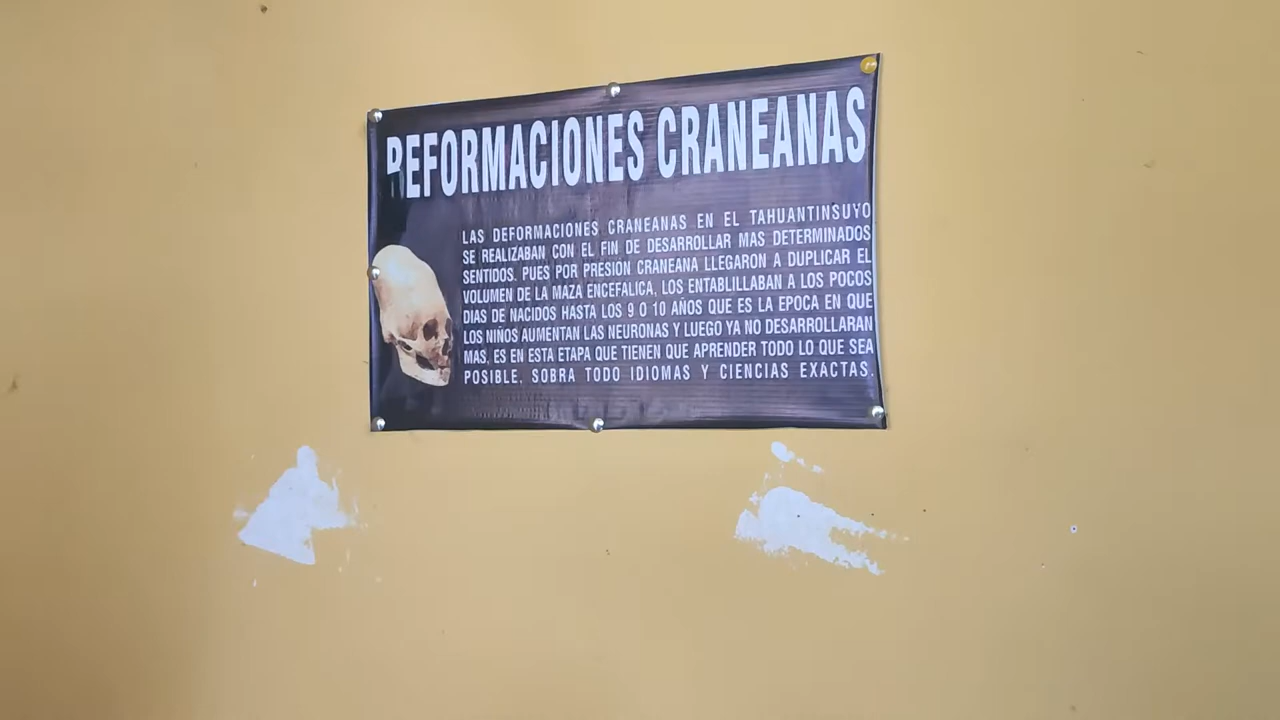 DEFORMACIONES CRANEANAS
LAS DEFORMACIONES CRANEANAS EN EL TAHUANTINSUYO
SE REALIZABAN CON EL FIN DE DESARROLLAR MAS DETERMINADOS
SENTIDOS. PUES POR PRESIÓN CRANEANA LLEGARON A DUPLICAR EL
VOLUMEN DE LA MAZA ENCEFALICA, LOS ENTABLILLABAN A LOS POCOS
DIAS DE NACIDOS HASTA LOS 9 O 10 AÑOS QUE ES LA EPOCA EN QUE
LOS NIÑOS AUMENTAN LAS NEURONAS Y LUEGO YA NO DESARROLLARAN
MAS, ES EN ESTA ETAPA QUE TIENEN QUE APRENDER TODO LO QUE SEA
POSIBLE, SOBRA TODO IDIOMAS Y CIENCIAS EXACTAS.